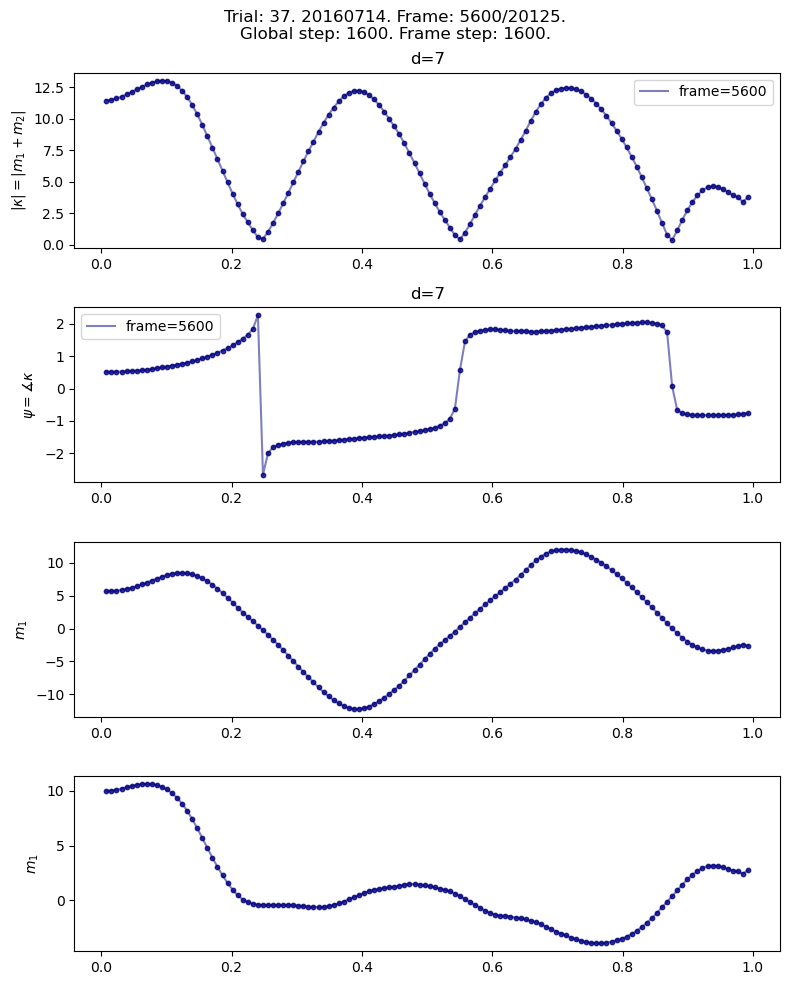 Trial: 37. 20160714. Frame: 5600/20125.
Global step: 1600. Frame step: 1600.
d=7
|κ| = |m₁ + m₂|
12.5
10.0
7.5
5.0
2.5
0.0
frame=5600
0.0 0.2 0.4 0.6 0.8 1.0
d=7
ψ = ∡κ
2
1
0
−1
−2
frame=5600
0.0 0.2 0.4 0.6 0.8 1.0
m₁
10
5
0
−5
−10
0.0 0.2 0.4 0.6 0.8 1.0
m₁
10
5
0
0.0 0.2 0.4 0.6 0.8 1.0